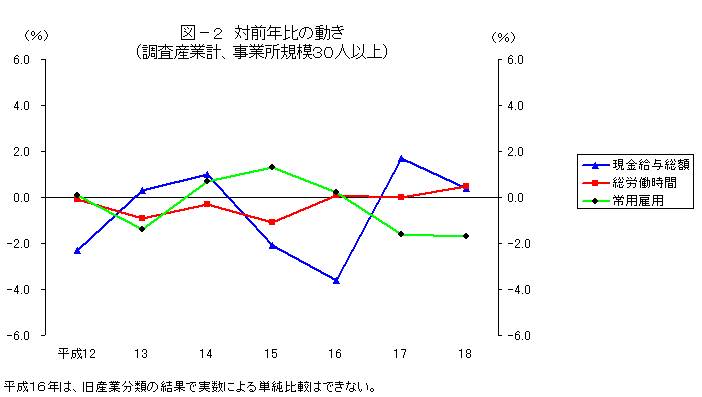 図－２ 対前年比の動き
（調査産業計、事業所規模３０人以上）
（％）
（％）
6.0
6.0
4.0
4.0
2.0
2.0
0.0
0.0
-2.0
-2.0
-4.0
-4.0
-6.0
-6.0
現金給与総額
総労働時間
常用雇用
平成12 13 14 15 16 17 18
平成１６年は、旧産業分類の結果で実数による単純比較はできない。